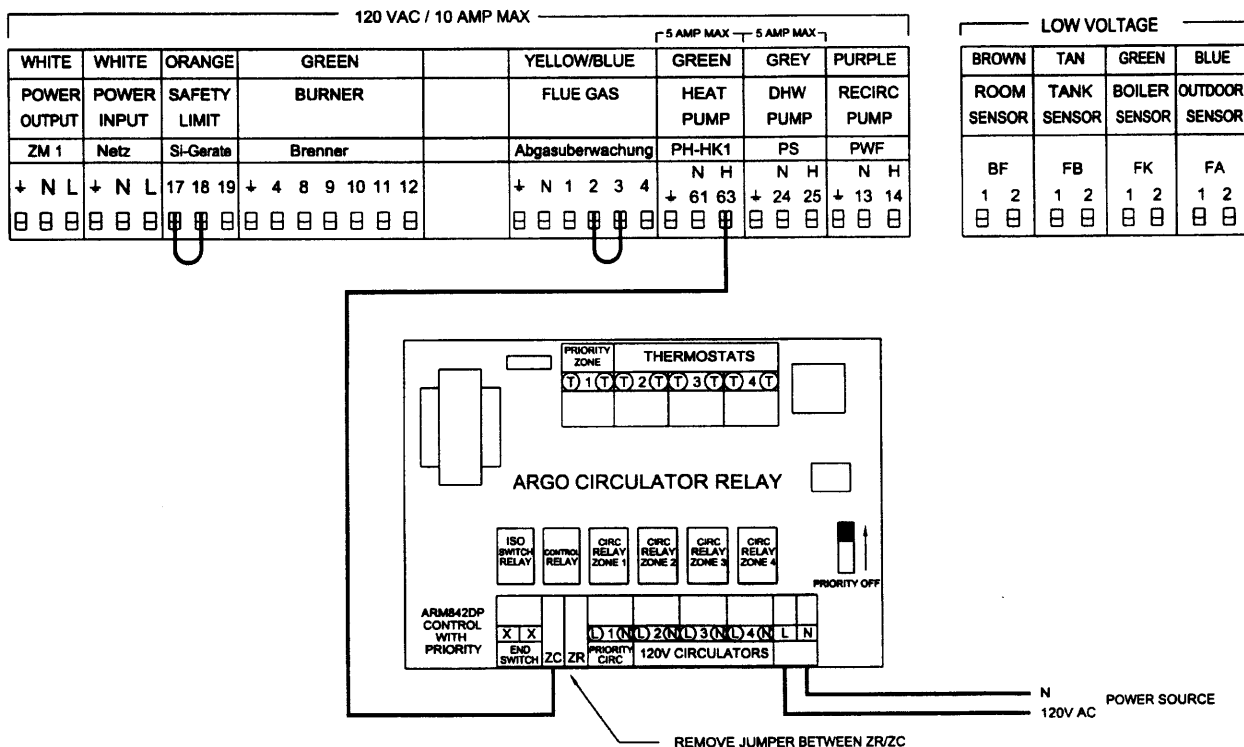 120 VAC / 10 AMP MAX
5 AMP MAX 5 AMP MAX
WHITE WHITE ORANGE GREEN YELLOW/BLUE GREEN GREY PURPLE
POWER OUTPUT POWER INPUT SAFETY LIMIT BURNER FLUE GAS HEAT PUMP DHW PUMP RECIRC PUMP
ZM 1 Netz Si-Gerate Brenner Abgasuberwachung PH-HK1 PS PWF
N H N H N H
⏚ N L ⏚ N L 17 18 19 ⏚ 4 8 9 10 11 12 ⏚ N 1 2 3 4 ⏚ 61 63 ⏚ 24 25 ⏚ 13 14
LOW VOLTAGE
BROWN TAN GREEN BLUE
ROOM SENSOR TANK SENSOR BOILER SENSOR OUTDOOR SENSOR
BF FB FK FA
1 2 1 2 1 2 1 2
PRIORITY ZONE
THERMOSTATS
T 1 T T 2 T T 3 T T 4 T
ARGO CIRCULATOR RELAY
ISO SWITCH RELAY
CONTROL RELAY
CIRC RELAY ZONE 1
CIRC RELAY ZONE 2
CIRC RELAY ZONE 3
CIRC RELAY ZONE 4
PRIORITY OFF
ARM842DP CONTROL WITH PRIORITY
X X
END SWITCH
ZC ZR
L 1 N L 2 N L 3 N L 4 N L N
PRIORITY CIRC
120V CIRCULATORS
N
120V AC
POWER SOURCE
REMOVE JUMPER BETWEEN ZR/ZC